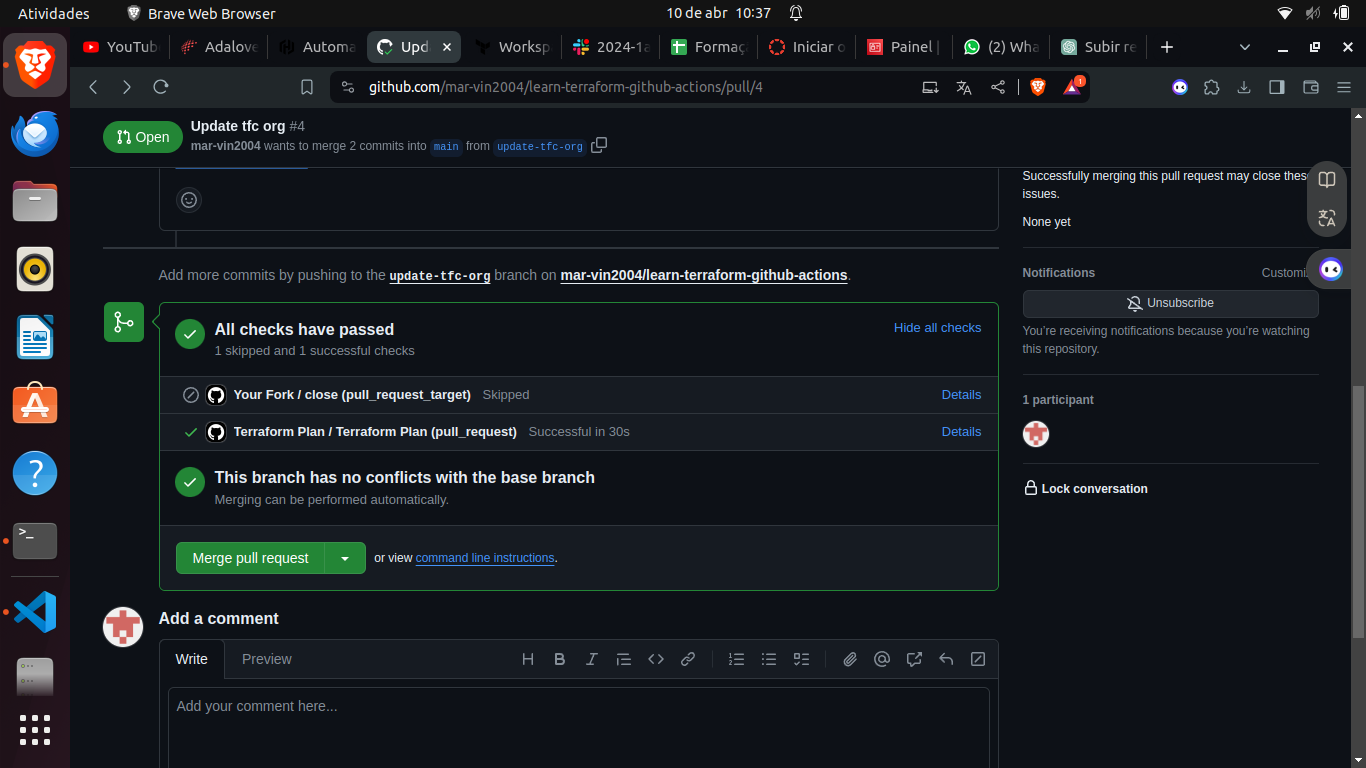 Atividades
Brave Web Browser
10 de abr 10:37
YouTub
Adalove
Automa
Upd
Worksp
2024-1a
Formaç
Iniciar o
Painel |
(2) Wha
Subir re
github.com/mar-vin2004/learn-terraform-github-actions/pull/4
1
Open
Update tfc org #4
mar-vin2004 wants to merge 2 commits into main from update-tfc-org
Successfully merging this pull request may close these
issues.
None yet
Add more commits by pushing to the update-tfc-org branch on mar-vin2004/learn-terraform-github-actions.
Notifications
Customiz
Unsubscribe
You're receiving notifications because you're watching
this repository.
All checks have passed
1 skipped and 1 successful checks
Hide all checks
Your Fork / close (pull_request_target) Skipped
Details
Terraform Plan / Terraform Plan (pull_request) Successful in 30s
Details
1 participant
This branch has no conflicts with the base branch
Merging can be performed automatically.
Lock conversation
Merge pull request
or view command line instructions.
Add a comment
Write
Preview
Add your comment here...